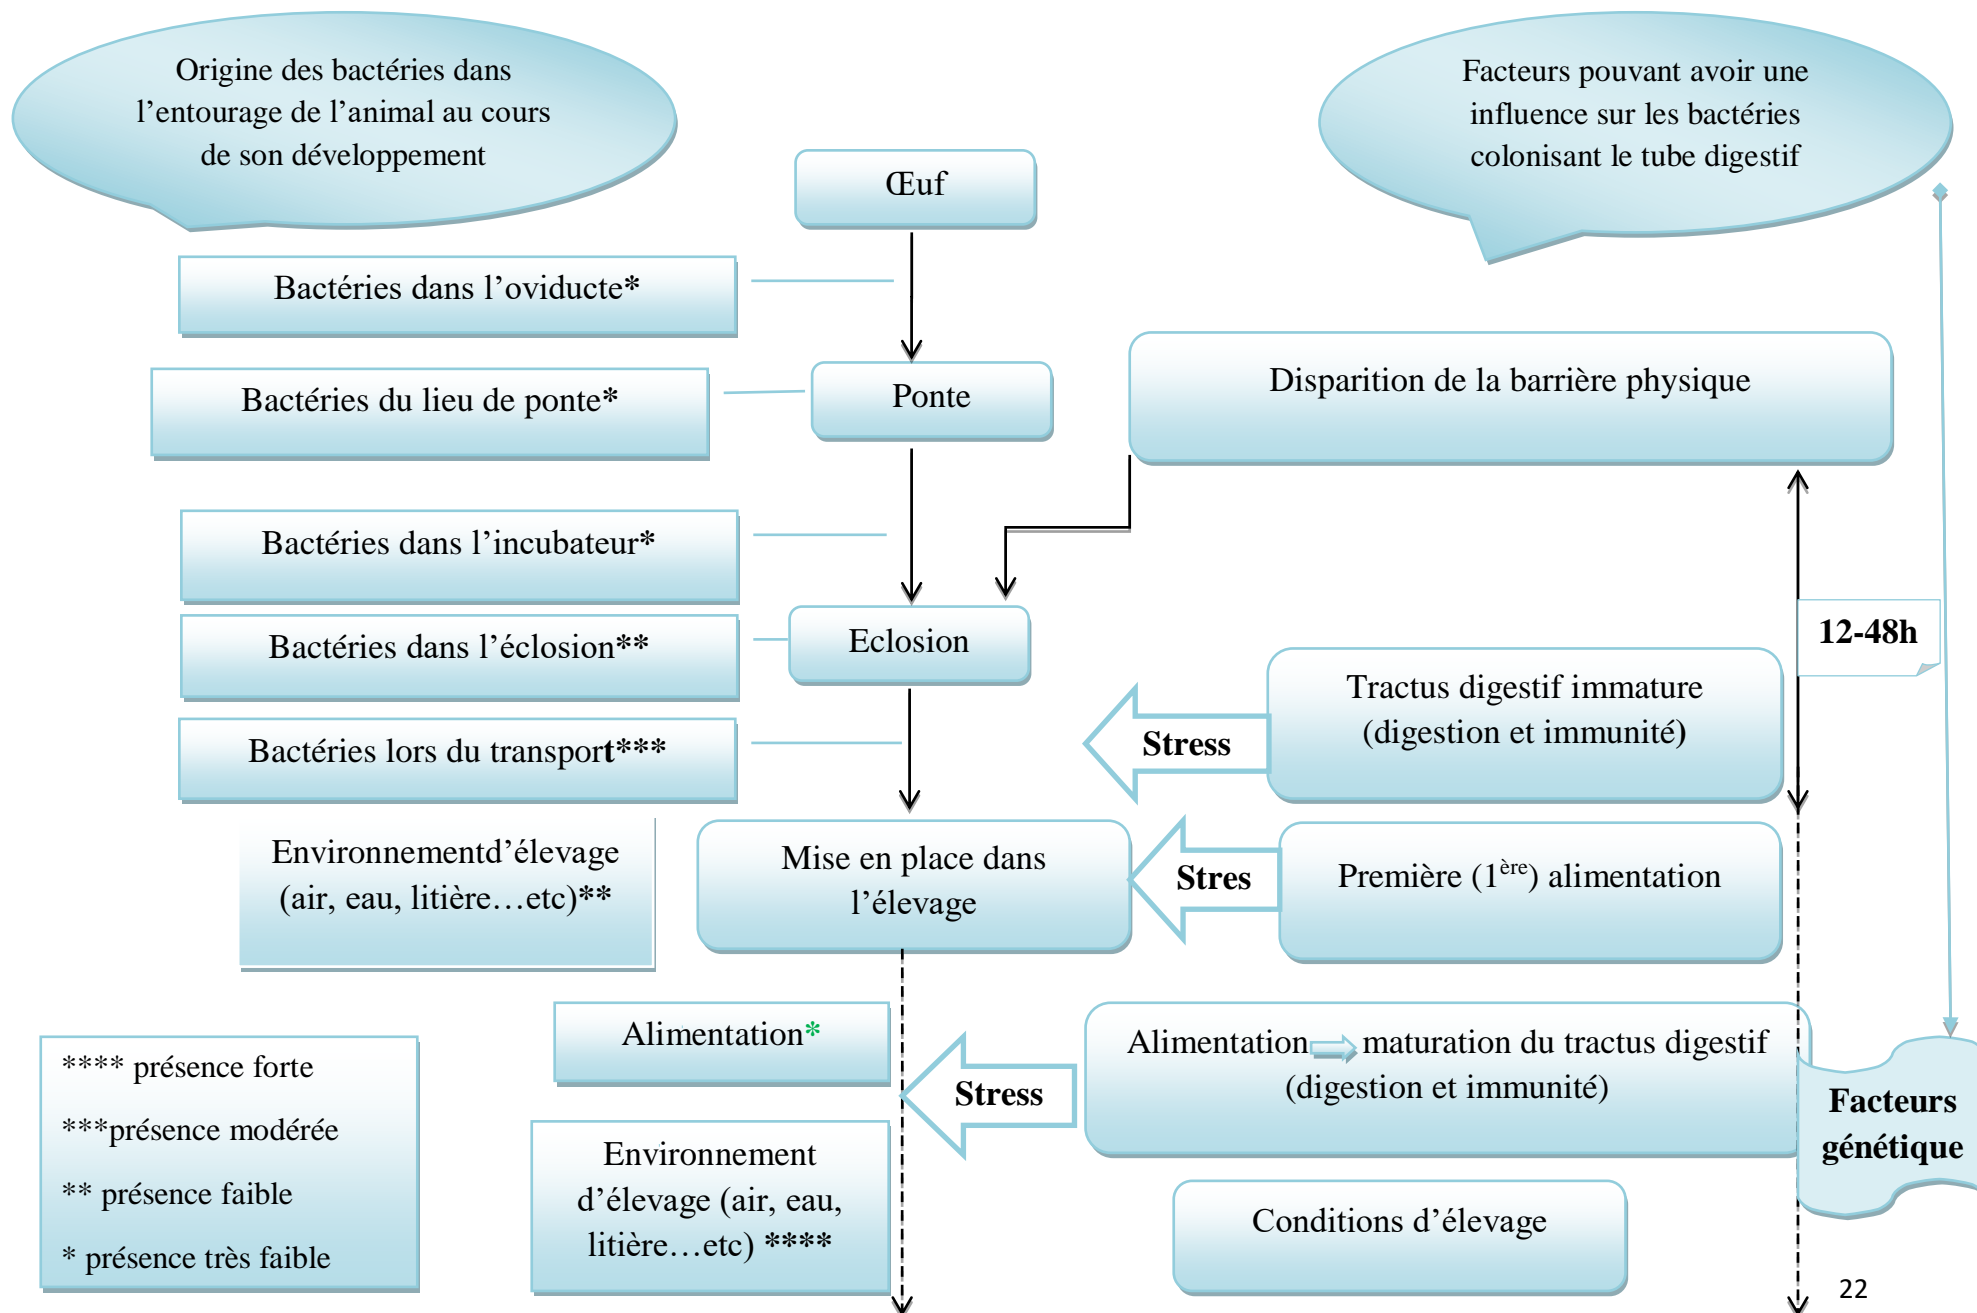 Origine des bactéries dans
l’entourage de l’animal au cours
de son développement
Facteurs pouvant avoir une
influence sur les bactéries
colonisant le tube digestif
Œuf
Bactéries dans l’oviducte*
Bactéries du lieu de ponte*
Ponte
Disparition de la barrière physique
Bactéries dans l’incubateur*
Bactéries dans l’éclosion**
Eclosion
12-48h
Tractus digestif immature
(digestion et immunité)
Stress
Bactéries lors du transport***
Environnementd’élevage
(air, eau, litière…etc)**
Mise en place dans
l’élevage
Stres
Première (1ère) alimentation
Alimentation*
Stress
Alimentation maturation du tractus digestif
(digestion et immunité)
Facteurs
génétique
Environnement
d’élevage (air, eau,
litière…etc) ****
Conditions d’élevage
**** présence forte
***présence modérée
** présence faible
* présence très faible
22